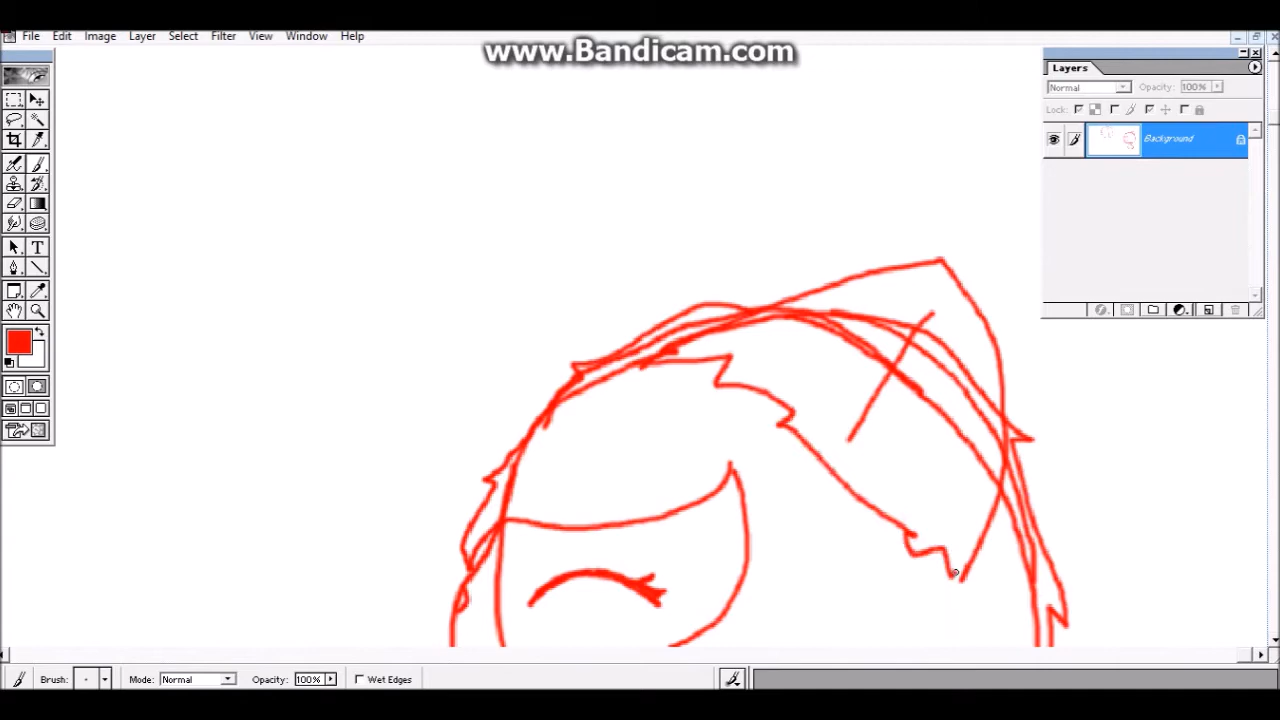 www.Bandicam.com
File Edit Image Layer Select Filter View Window Help
Layers
Normal Opacity: 100%
Lock:
Background
T
Brush: Mode: Normal Opacity: 100% Wet Edges